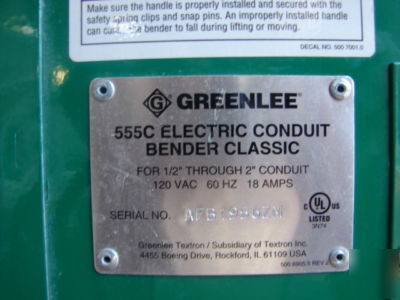 Make sure the handle is properly installed and secured with the
safety spring clips and snap pins. An improperly installed handle
can cause the bender to fall during lifting or moving.
DECAL NO. 500 7001.0
G GREENLEE®
555C ELECTRIC CONDUIT
BENDER CLASSIC
FOR 1/2" THROUGH 2" CONDUIT
120 VAC 60 HZ 18 AMPS
SERIAL NO.
C UL US
LISTED
3N74
Greenlee Textron / Subsidiary of Textron Inc.
4455 Boeing Drive, Rockford, IL 61109 USA